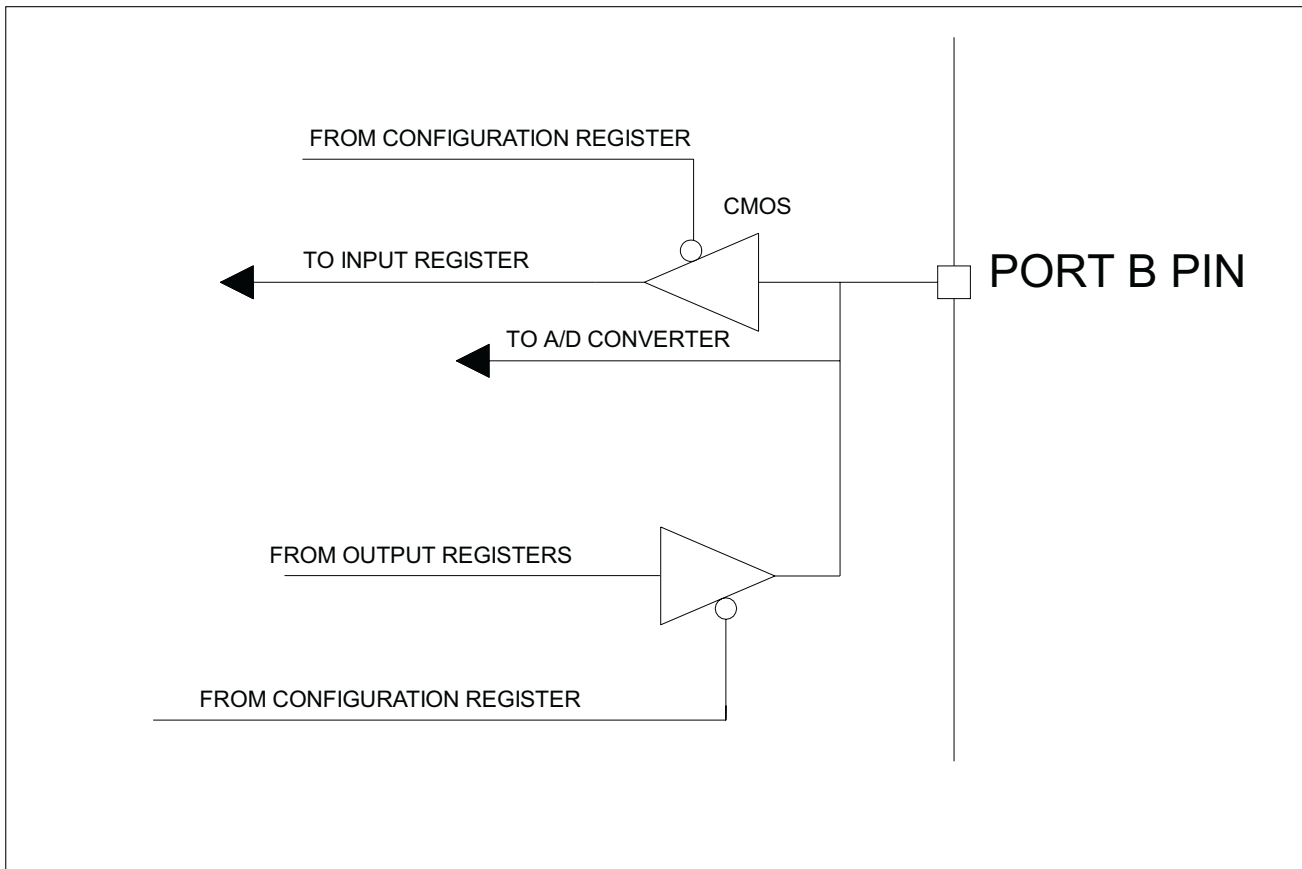 FROM CONFIGURATION REGISTER
CMOS
TO INPUT REGISTER
PORT B PIN
TO A/D CONVERTER
FROM OUTPUT REGISTERS
FROM CONFIGURATION REGISTER